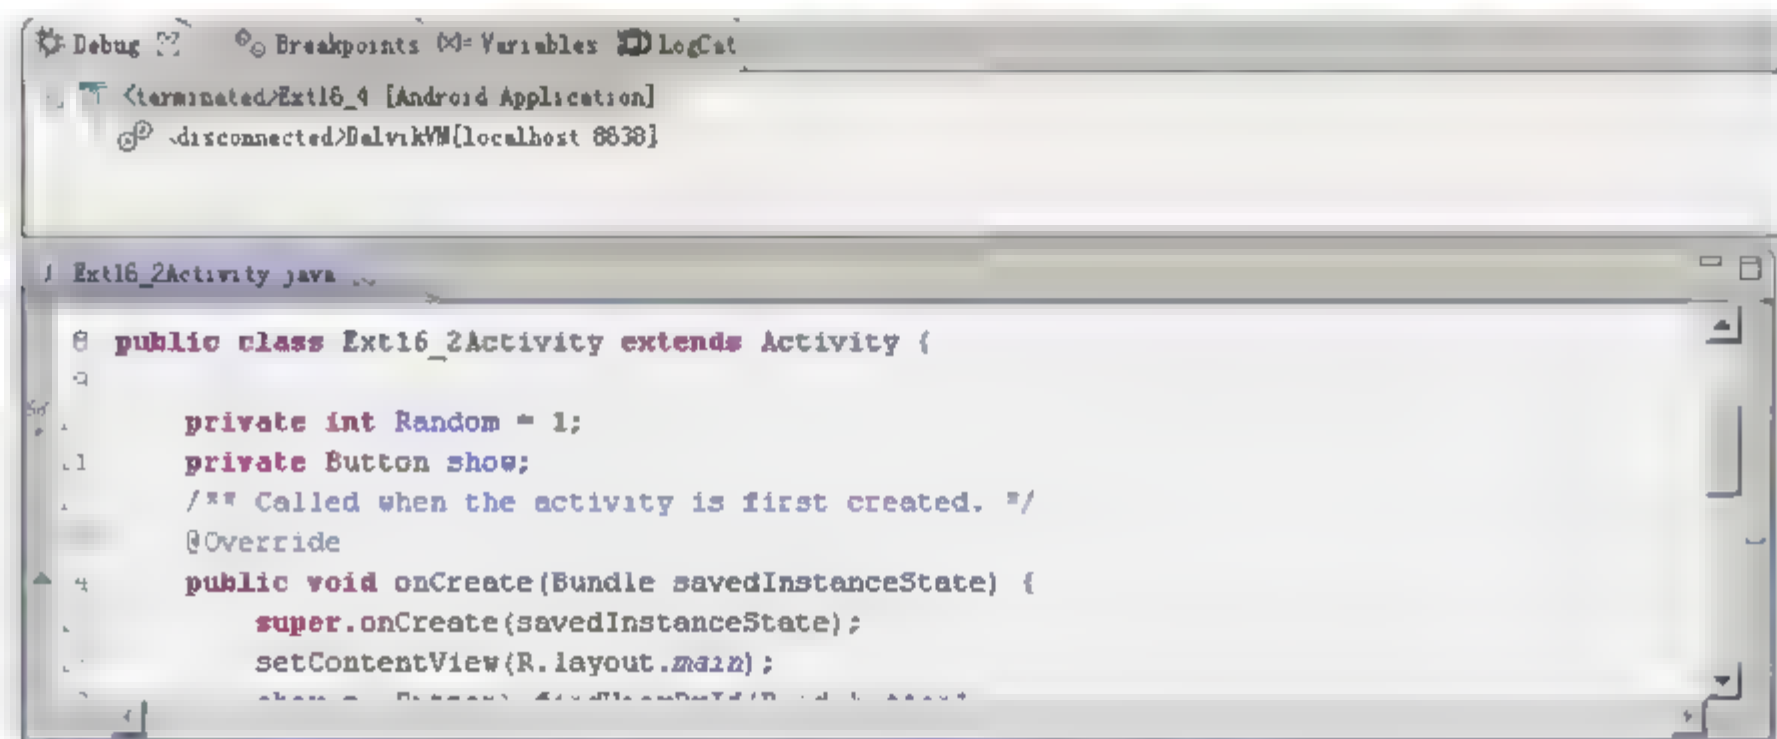 Debug Breakpoints (x)= Variables LogCat
<terminated>Ext16_4 [Android Application]
<disconnected>DalvikVM[localhost 8638]
Ext16_2Activity java
8 public class Ext16_2Activity extends Activity {
9
private int Random = 1;
private Button show;
/** Called when the activity is first created. */
@Override
public void onCreate(Bundle savedInstanceState) {
super.onCreate(savedInstanceState);
setContentView(R.layout.main);